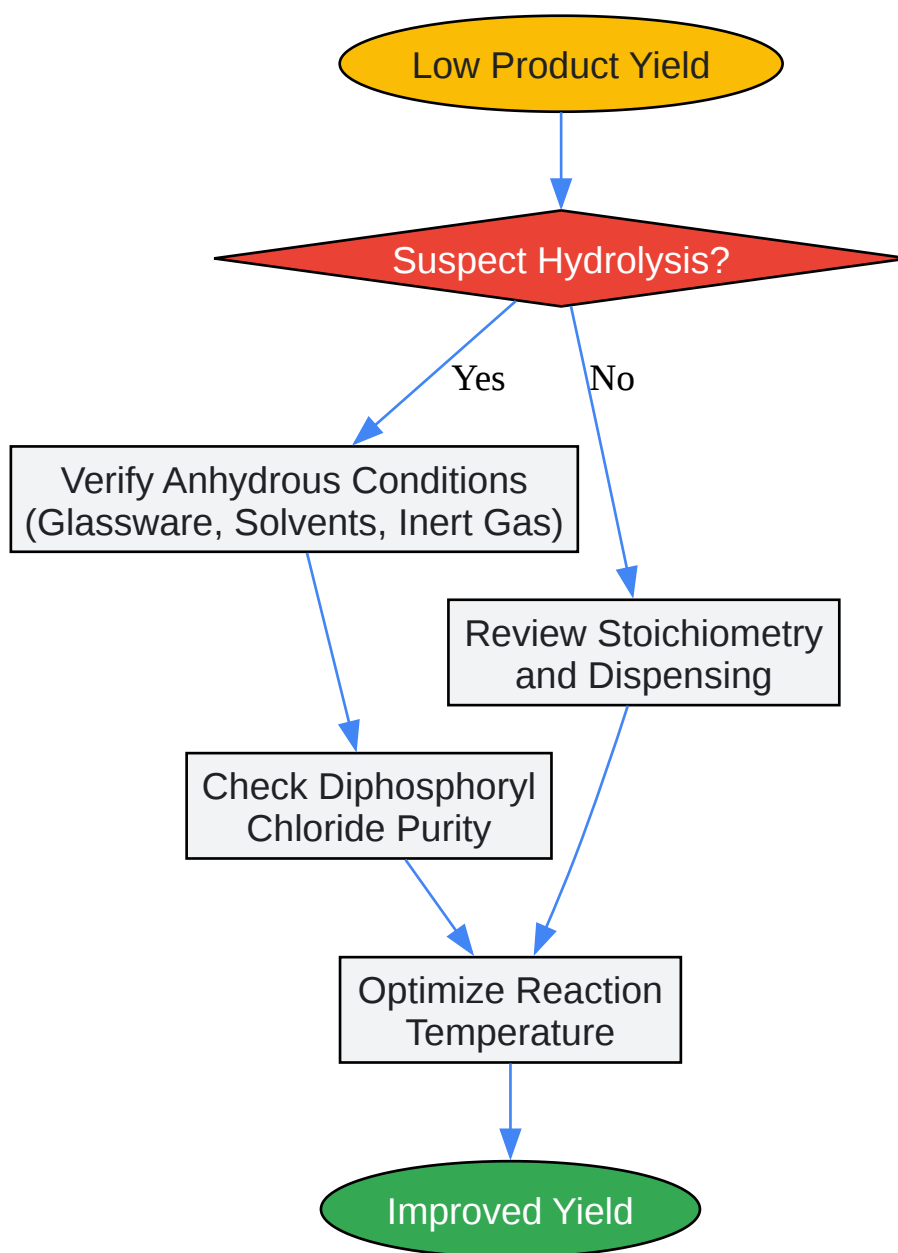 Low Product Yield
Suspect Hydrolysis?
Yes
No
Verify Anhydrous Conditions
(Glassware, Solvents, Inert Gas)
Review Stoichiometry
and Dispensing
Check Diphosphoryl
Chloride Purity
Optimize Reaction
Temperature
Improved Yield